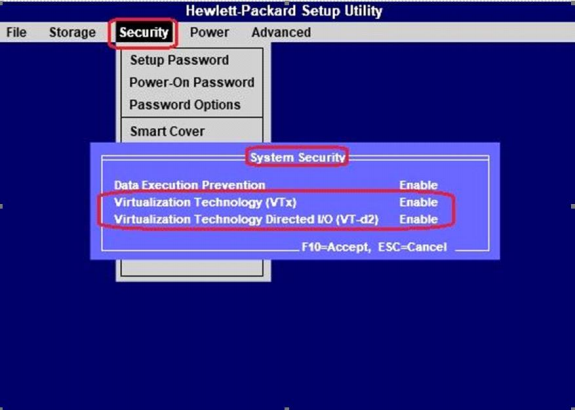 Hewlett-Packard Setup Utility
File Storage Security Power Advanced
Setup Password
Power-On Password
Password Options
Smart Cover
System Security
Data Execution Prevention Enable
Virtualization Technology (VTx) Enable
Virtualization Technology Directed I/O (VT-d2) Enable
F10=Accept, ESC=Cancel